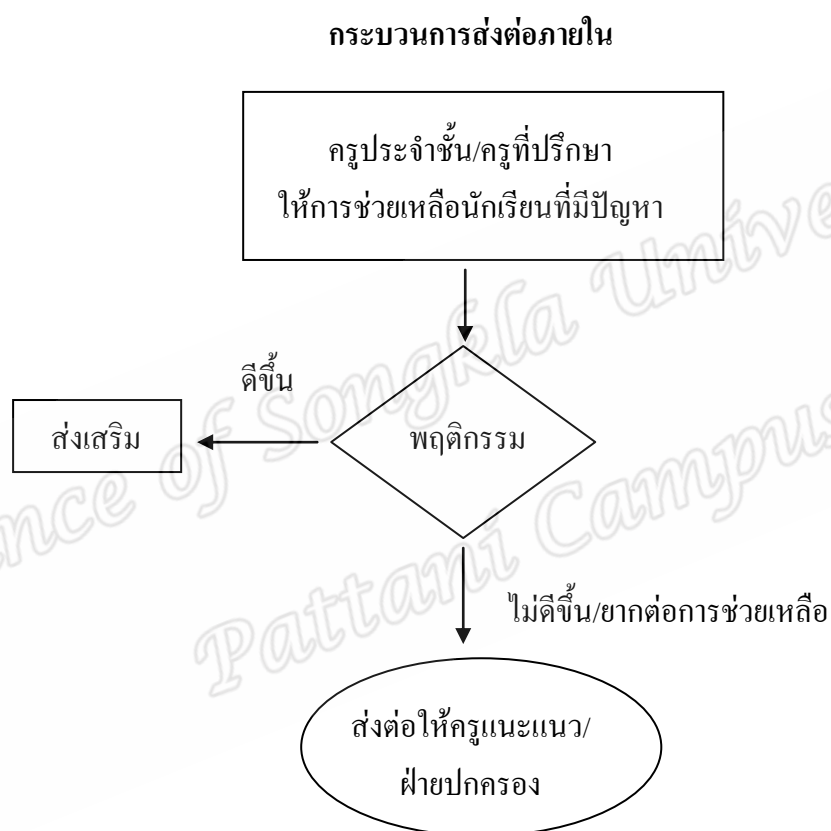 กระบวนการส่งต่อภายใน
ครูประจำชั้น/ครูที่ปรึกษา
ให้การช่วยเหลือนักเรียนที่มีปัญหา
ดีขึ้น
ส่งเสริม
พฤติกรรม
ไม่ดีขึ้น/ยากต่อการช่วยเหลือ
ส่งต่อให้ครูแนะแนว/
ฝ่ายปกครอง
nce of Songkla Unive
Pattani Campus